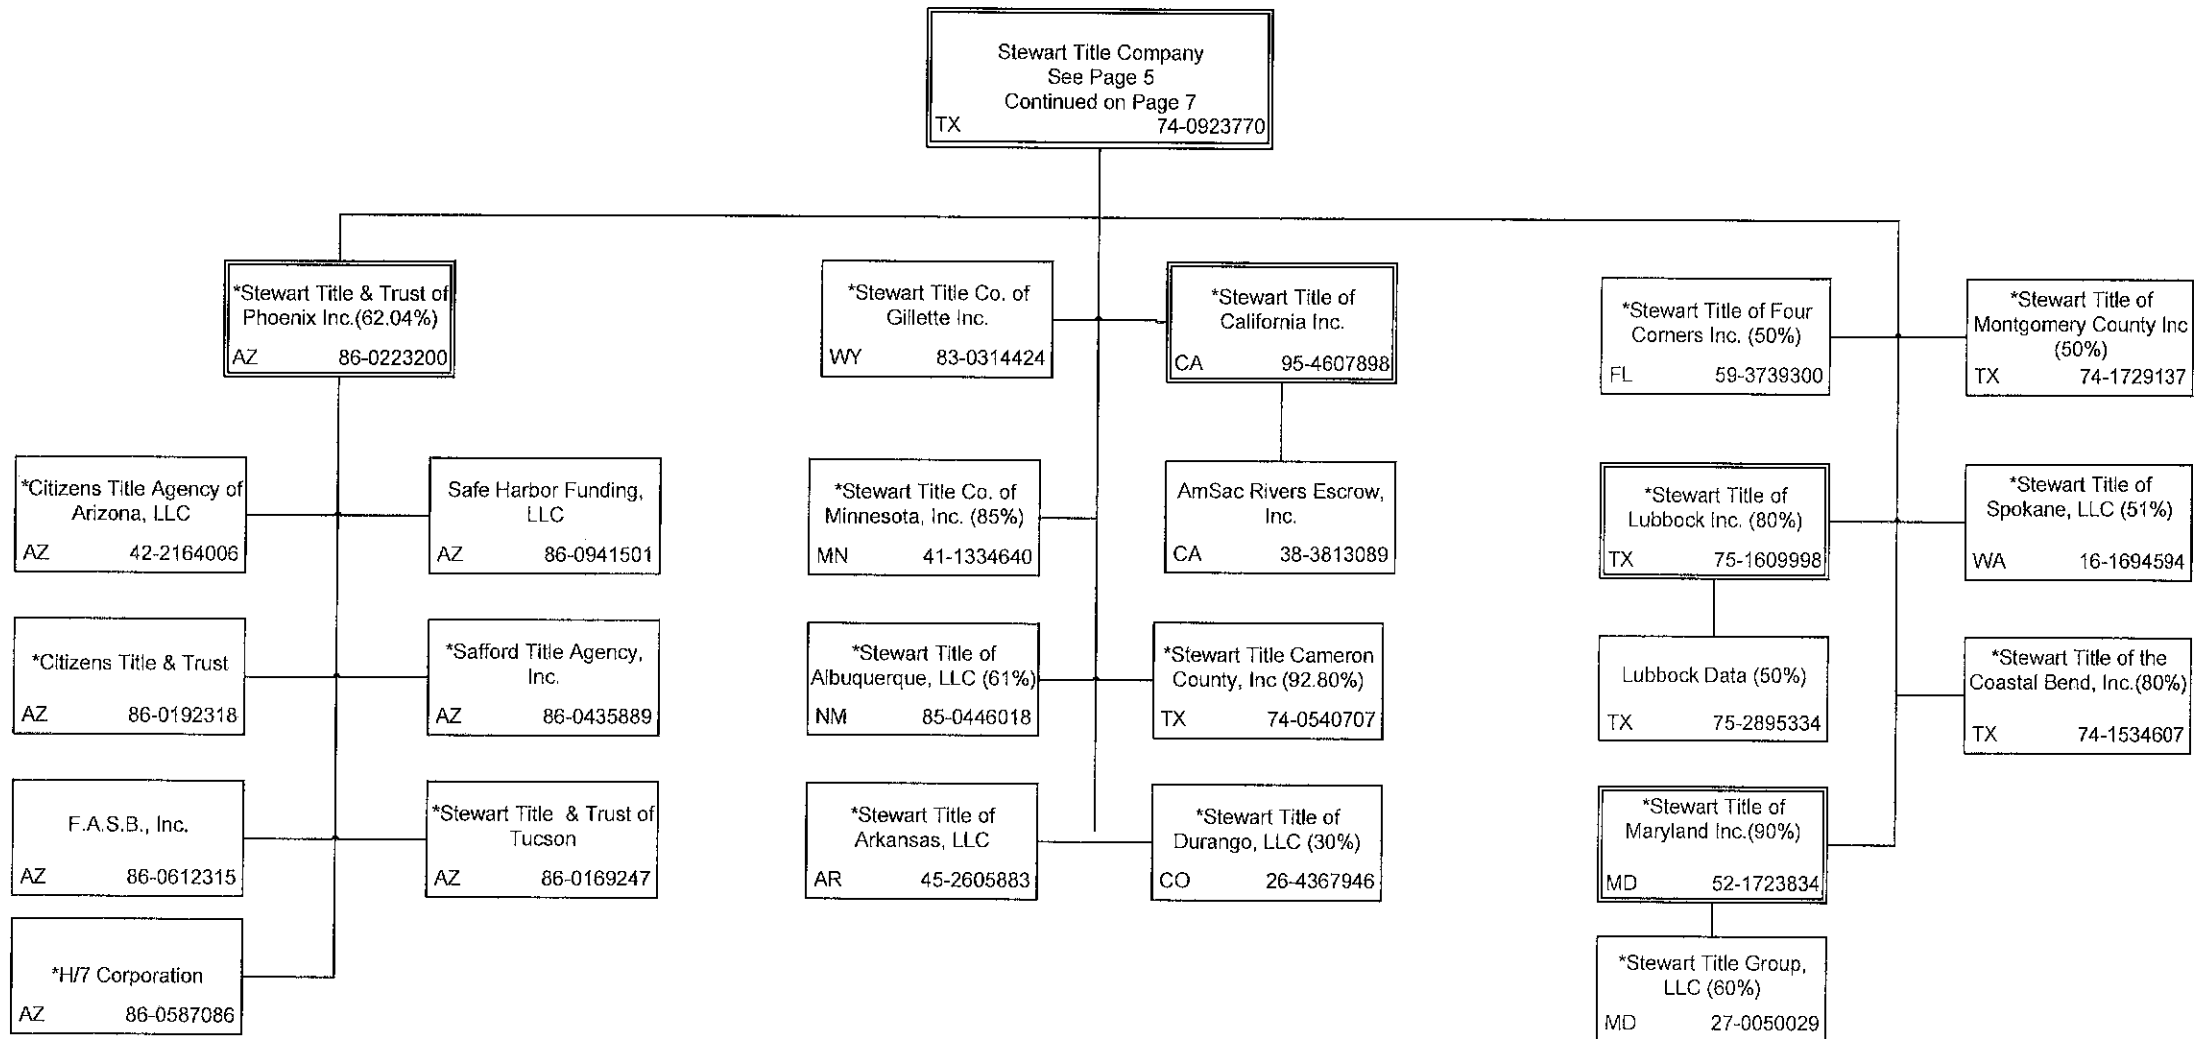 Stewart Title Company
See Page 5
Continued on Page 7
TX 74-0923770
*Stewart Title & Trust of
Phoenix Inc.(62.04%)
AZ 86-0223200
*Citizens Title Agency of
Arizona, LLC
AZ 42-2164006
Safe Harbor Funding,
LLC
AZ 86-0941501
*Citizens Title & Trust
AZ 86-0192318
*Safford Title Agency,
Inc.
AZ 86-0435889
F.A.S.B., Inc.
AZ 86-0612315
*Stewart Title & Trust of
Tucson
AZ 86-0169247
*H/7 Corporation
AZ 86-0587086
*Stewart Title Co. of
Gillette Inc.
WY 83-0314424
*Stewart Title of
California Inc.
CA 95-4607898
*Stewart Title Co. of
Minnesota, Inc. (85%)
MN 41-1334640
AmSac Rivers Escrow,
Inc.
CA 38-3813089
*Stewart Title of
Albuquerque, LLC (61%)
NM 85-0446018
*Stewart Title Cameron
County, Inc (92.80%)
TX 74-0540707
*Stewart Title of
Arkansas, LLC
AR 45-2605883
*Stewart Title of
Durango, LLC (30%)
CO 26-4367946
*Stewart Title of Four
Corners Inc. (50%)
FL 59-3739300
*Stewart Title of
Montgomery County Inc
(50%)
TX 74-1729137
*Stewart Title of
Lubbock Inc. (80%)
TX 75-1609998
*Stewart Title of
Spokane, LLC (51%)
WA 16-1694594
Lubbock Data (50%)
TX 75-2895334
*Stewart Title of the
Coastal Bend, Inc.(80%)
TX 74-1534607
*Stewart Title of
Maryland Inc.(90%)
MD 52-1723834
*Stewart Title Group,
LLC (60%)
MD 27-0050029